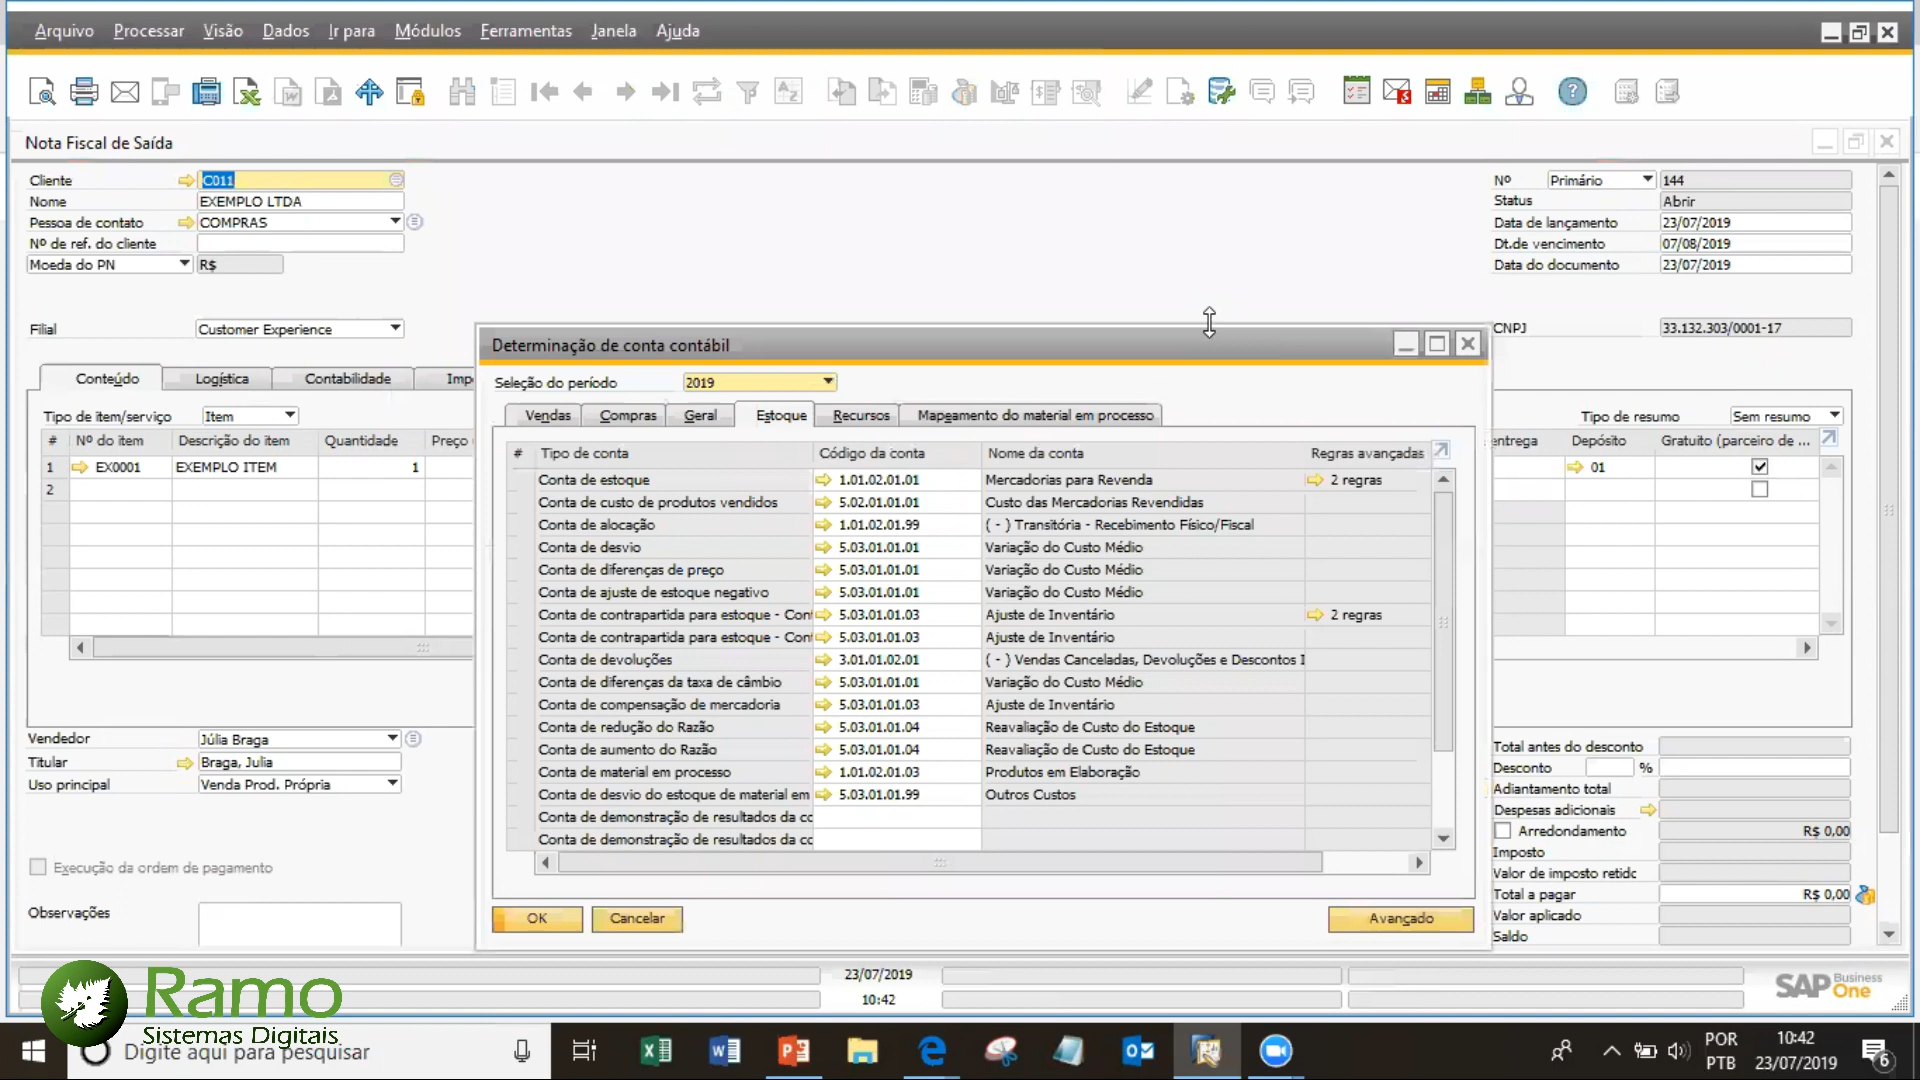 Arquivo Processar Visão Dados Ir para Módulos Ferramentas Janela Ajuda
Nota Fiscal de Saída
Cliente C011
Nome EXEMPLO LTDA
Pessoa de contato COMPRAS
Nº de ref. do cliente
Moeda do PN R$
Filial Customer Experience
Nº Primário 144
Status Abrir
Data de lançamento 23/07/2019
Dt.de vencimento 07/08/2019
Data do documento 23/07/2019
CNPJ 33.132.303/0001-17
Conteúdo Logística Contabilidade Imp
Tipo de item/serviço Item
# Nº do item Descrição do item Quantidade Preço
1 EX0001 EXEMPLO ITEM 1
2
Tipo de resumo Sem resumo
entrega Depósito Gratuito (parceiro de ...
01
Determinação de conta contábil
Seleção do período 2019
Vendas Compras Geral Estoque Recursos Mapeamento do material em processo
# Tipo de conta Código da conta Nome da conta Regras avançadas
Conta de estoque 1.01.02.01.01 Mercadorias para Revenda 2 regras
Conta de custo de produtos vendidos 5.02.01.01.01 Custo das Mercadorias Revendidas
Conta de alocação 1.01.02.01.99 ( - ) Transitória - Recebimento Físico/Fiscal
Conta de desvio 5.03.01.01.01 Variação do Custo Médio
Conta de diferenças de preço 5.03.01.01.01 Variação do Custo Médio
Conta de ajuste de estoque negativo 5.03.01.01.01 Variação do Custo Médio
Conta de contrapartida para estoque - Cont 5.03.01.01.03 Ajuste de Inventário 2 regras
Conta de contrapartida para estoque - Cont 5.03.01.01.03 Ajuste de Inventário
Conta de devoluções 3.01.01.02.01 ( - ) Vendas Canceladas, Devoluções e Descontos I
Conta de diferenças da taxa de câmbio 5.03.01.01.01 Variação do Custo Médio
Conta de compensação de mercadoria 5.03.01.01.03 Ajuste de Inventário
Conta de redução do Razão 5.03.01.01.04 Reavaliação de Custo do Estoque
Conta de aumento do Razão 5.03.01.01.04 Reavaliação de Custo do Estoque
Conta de material em processo 1.01.02.01.03 Produtos em Elaboração
Conta de desvio do estoque de material em 5.03.01.01.99 Outros Custos
Conta de demonstração de resultados da co
Conta de demonstração de resultados da co
OK Cancelar Avançado
Vendedor Júlia Braga
Titular Braga, Julia
Uso principal Venda Prod. Própria
Execução da ordem de pagamento
Observações
Total antes do desconto
Desconto %
Adiantamento total
Despesas adicionais
Arredondamento R$ 0,00
Imposto
Valor de imposto retidc
Total a pagar R$ 0,00
Valor aplicado
Saldo
23/07/2019
10:42
SAP Business One
Ramo
Sistemas Digitais
Digite aqui para pesquisar
POR
PTB
10:42
23/07/2019
6